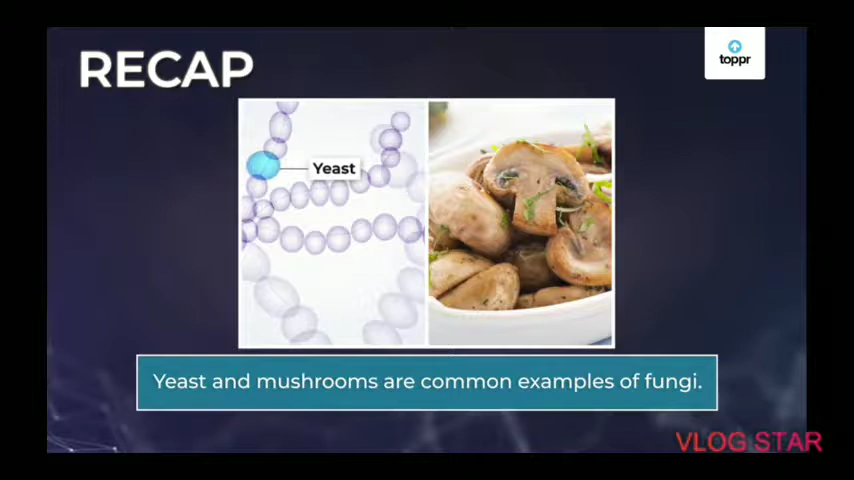 RECAP
toppr
Yeast
Yeast and mushrooms are common examples of fungi.
VLOG STAR